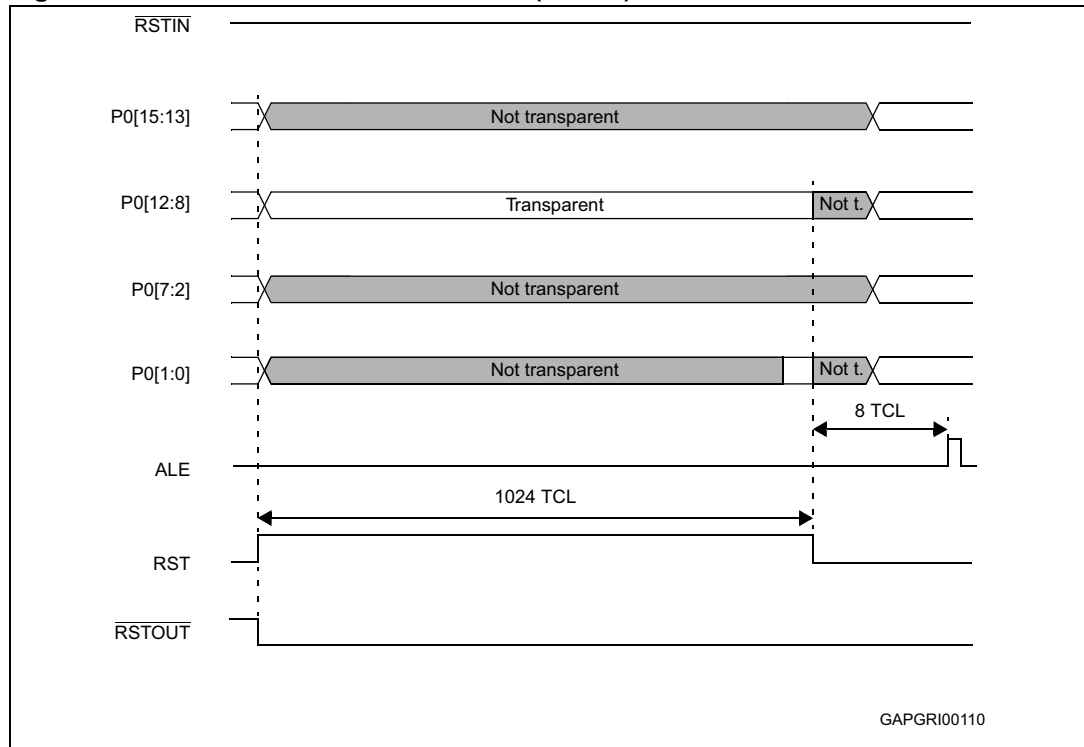 RSTIN
P0[15:13]
Not transparent
P0[12:8]
Transparent
Not t.
P0[7:2]
Not transparent
P0[1:0]
Not transparent
Not t.
8 TCL
ALE
1024 TCL
RST
RSTOUT
GAPGRI00110